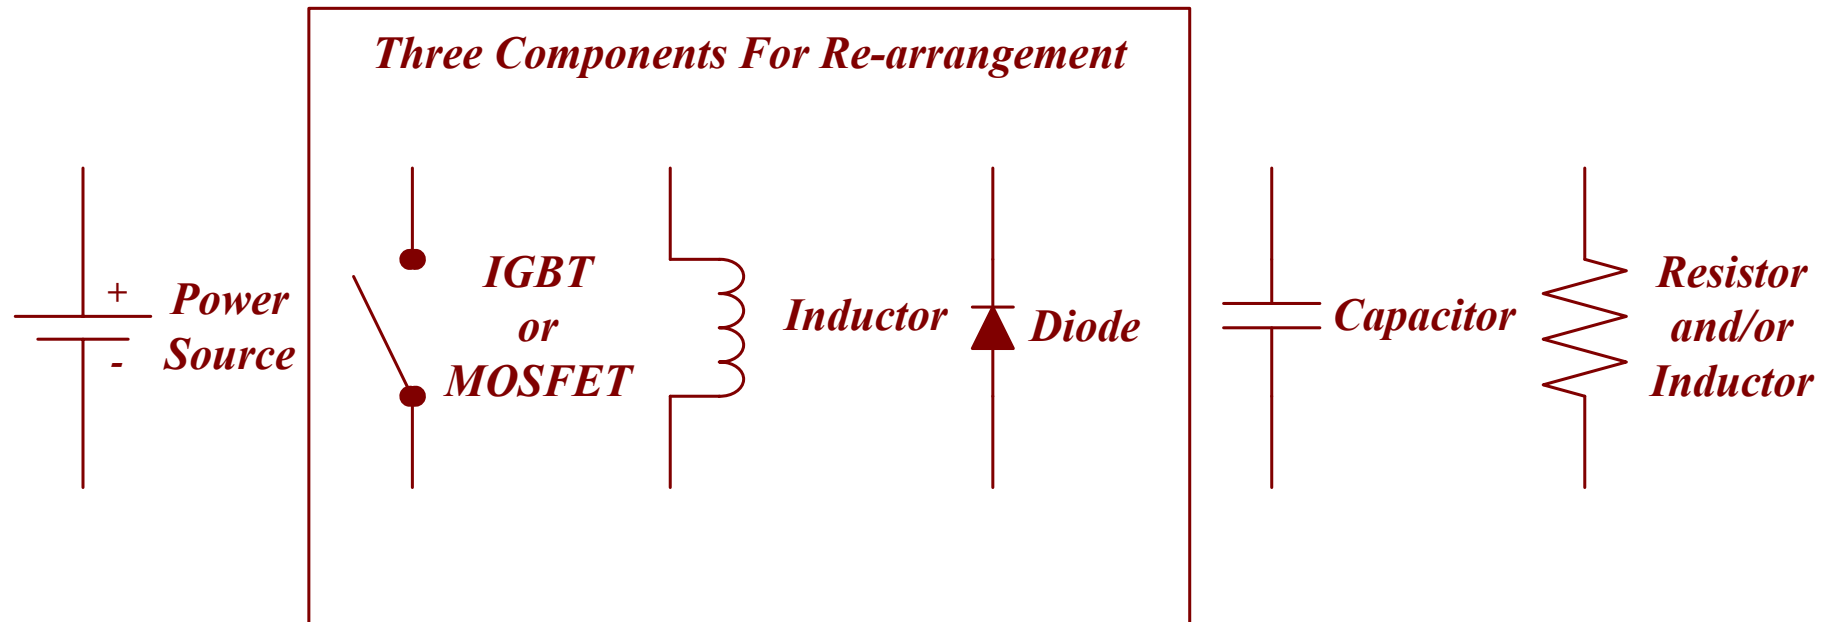 Three Components For Re-arrangement
+
-
Power
Source
IGBT
or
MOSFET
Inductor
Diode
Capacitor
Resistor
and/or
Inductor